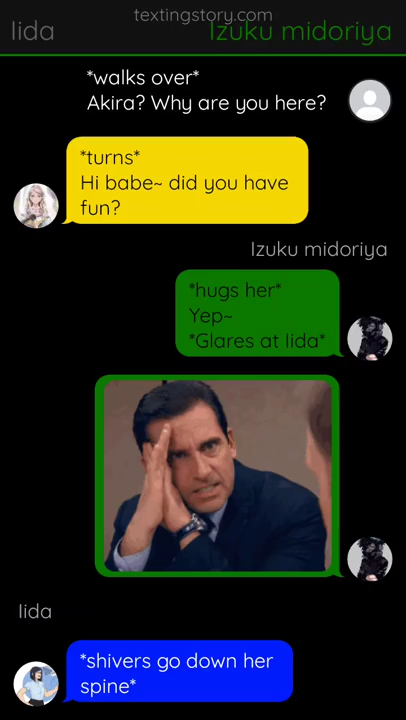 textingstory.com
Iida
Izuku midoriya
*walks over*
Akira? Why are you here?
*turns*
Hi babe~ did you have
fun?
Izuku midoriya
*hugs her*
Yep~
*Glares at Iida*
Iida
*shivers go down her
spine*